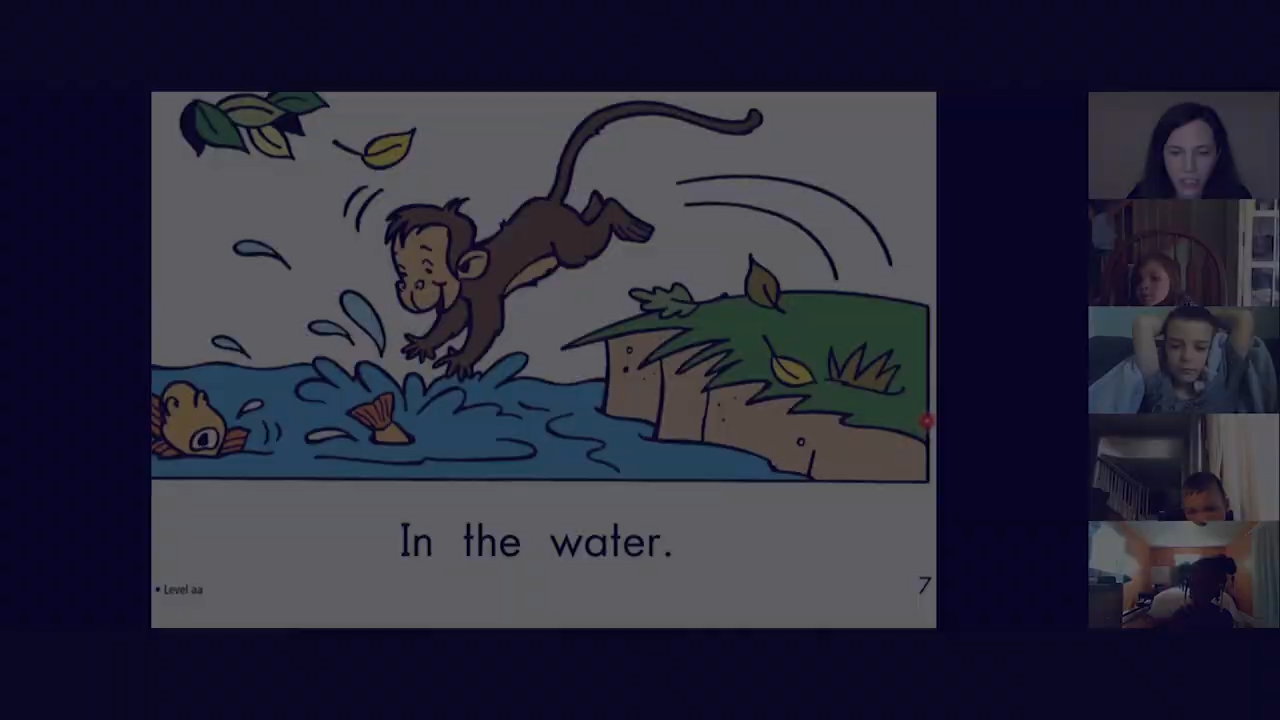 In the water.
• Level aa
7